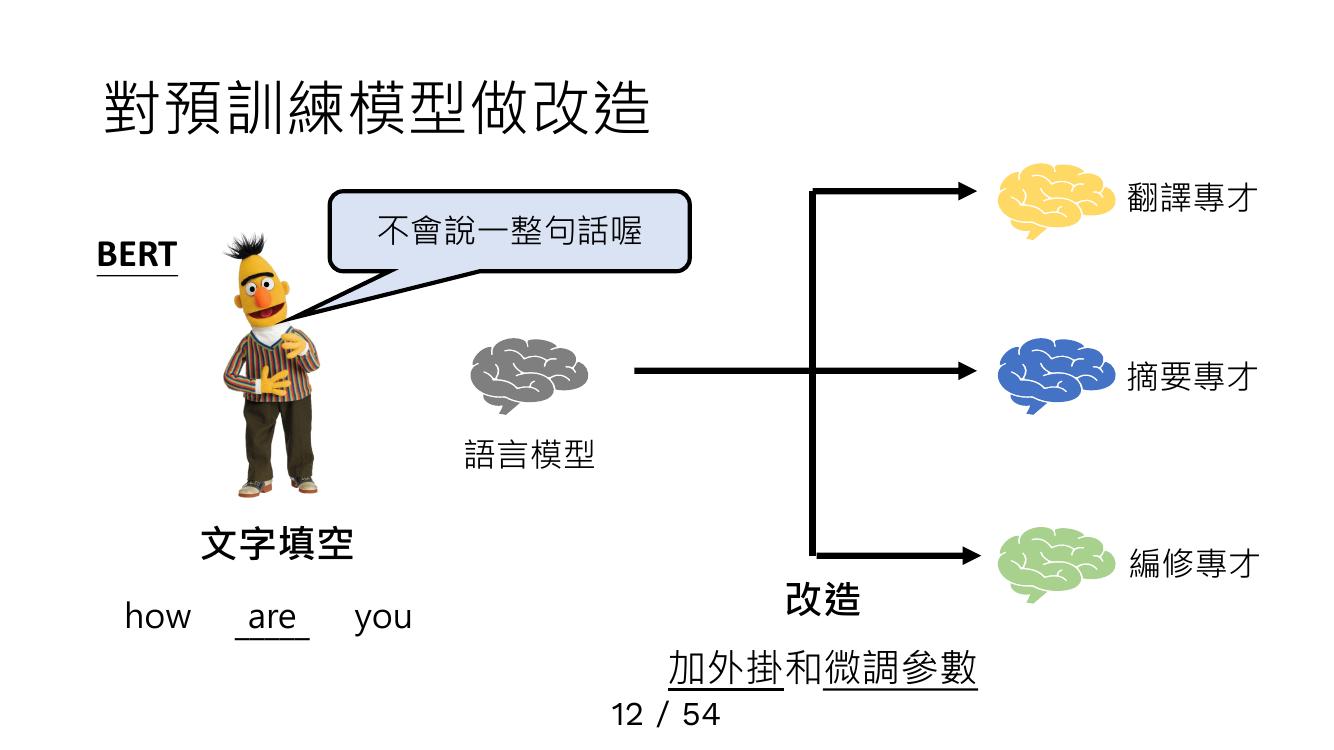 對預訓練模型做改造
BERT
不會說一整句話喔
語言模型
文字填空
how are you
翻譯專才
摘要專才
編修專才
改造
加外掛和微調參數
12 / 54